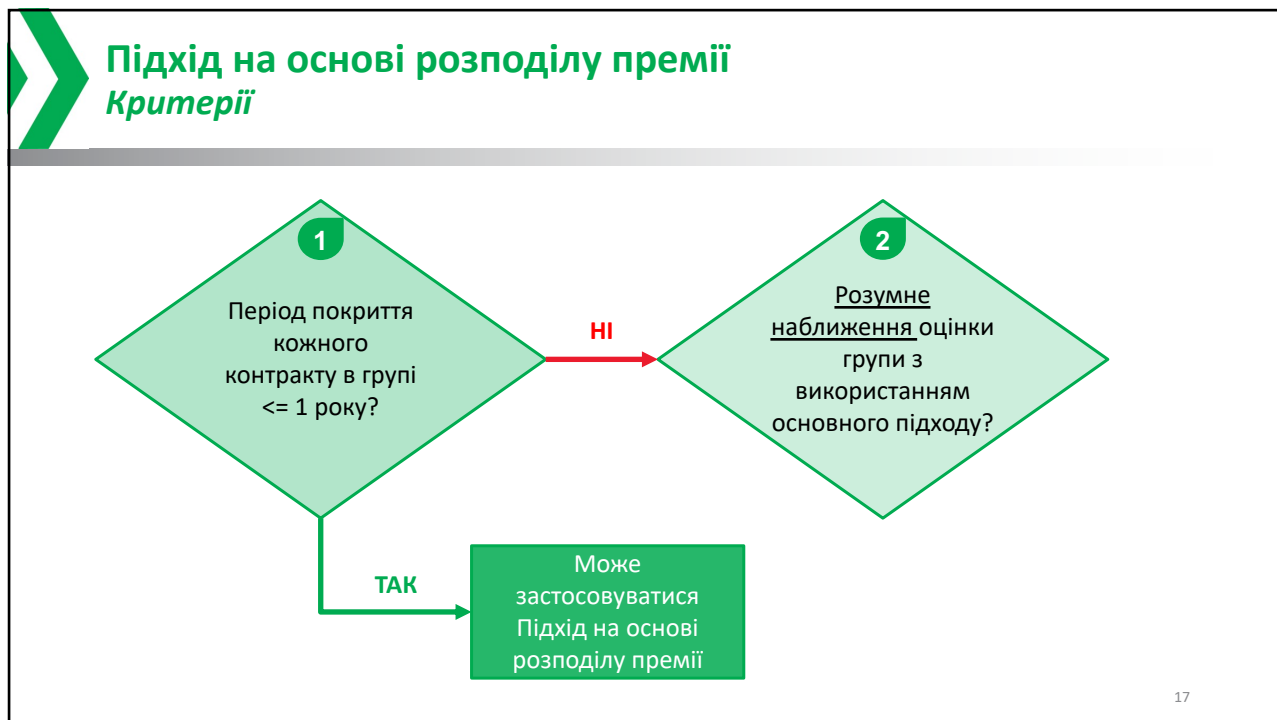 Підхід на основі розподілу премії
Критерії
1
Період покриття
кожного
контракту в групі
<= 1 року?
НІ
2
Розумне
наближення оцінки
групи з
використанням
основного підходу?
ТАК
Може
застосовуватися
Підхід на основі
розподілу премії
17